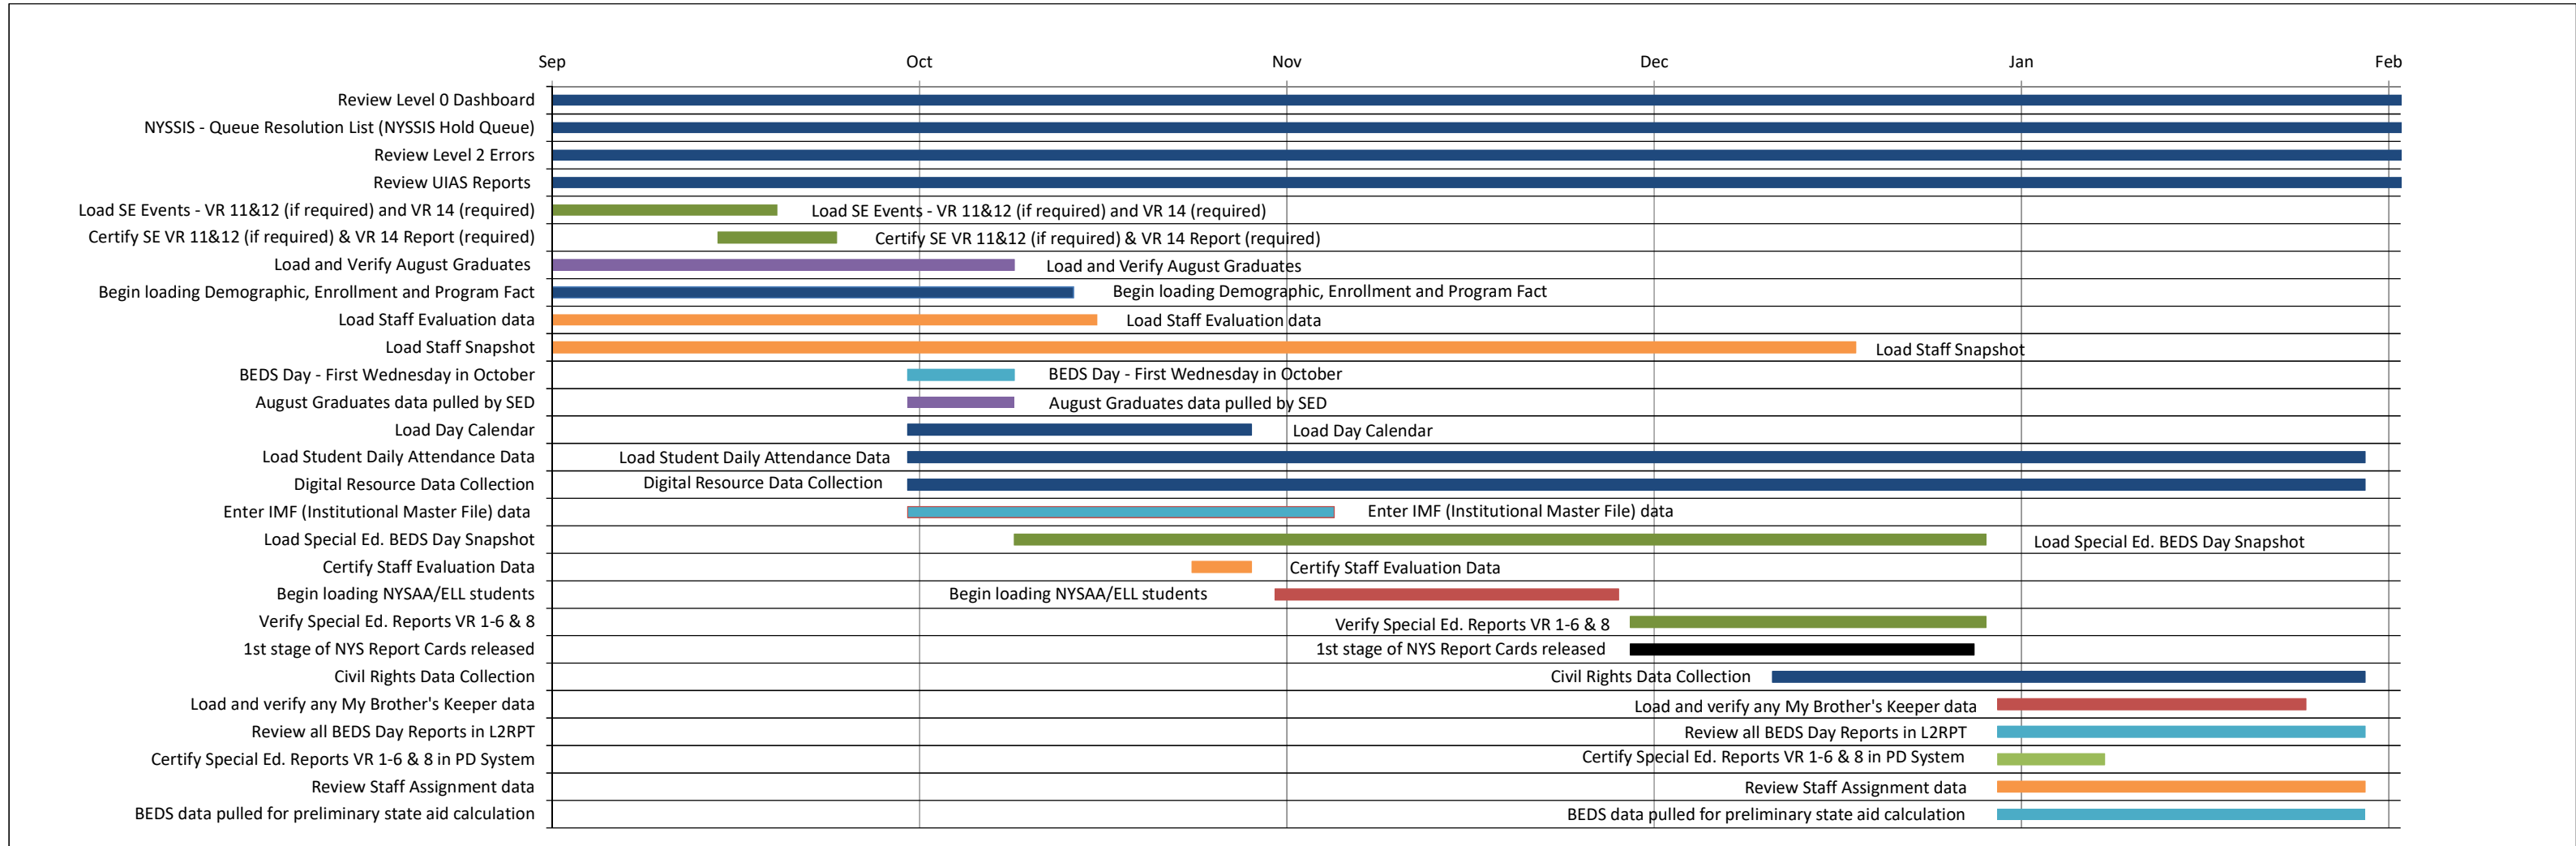 Sep Oct Nov Dec Jan Feb
Review Level 0 Dashboard
NYSSIS - Queue Resolution List (NYSSIS Hold Queue)
Review Level 2 Errors
Review UIAS Reports
Load SE Events - VR 11&12 (if required) and VR 14 (required) Load SE Events - VR 11&12 (if required) and VR 14 (required)
Certify SE VR 11&12 (if required) & VR 14 Report (required) Certify SE VR 11&12 (if required) & VR 14 Report (required)
Load and Verify August Graduates Load and Verify August Graduates
Begin loading Demographic, Enrollment and Program Fact Begin loading Demographic, Enrollment and Program Fact
Load Staff Evaluation data Load Staff Evaluation data
Load Staff Snapshot Load Staff Snapshot
BEDS Day - First Wednesday in October BEDS Day - First Wednesday in October
August Graduates data pulled by SED August Graduates data pulled by SED
Load Day Calendar Load Day Calendar
Load Student Daily Attendance Data Load Student Daily Attendance Data
Digital Resource Data Collection Digital Resource Data Collection
Enter IMF (Institutional Master File) data Enter IMF (Institutional Master File) data
Load Special Ed. BEDS Day Snapshot Load Special Ed. BEDS Day Snapshot
Certify Staff Evaluation Data Certify Staff Evaluation Data
Begin loading NYSAA/ELL students Begin loading NYSAA/ELL students
Verify Special Ed. Reports VR 1-6 & 8 Verify Special Ed. Reports VR 1-6 & 8
1st stage of NYS Report Cards released 1st stage of NYS Report Cards released
Civil Rights Data Collection Civil Rights Data Collection
Load and verify any My Brother's Keeper data Load and verify any My Brother's Keeper data
Review all BEDS Day Reports in L2RPT Review all BEDS Day Reports in L2RPT
Certify Special Ed. Reports VR 1-6 & 8 in PD System Certify Special Ed. Reports VR 1-6 & 8 in PD System
Review Staff Assignment data Review Staff Assignment data
BEDS data pulled for preliminary state aid calculation BEDS data pulled for preliminary state aid calculation